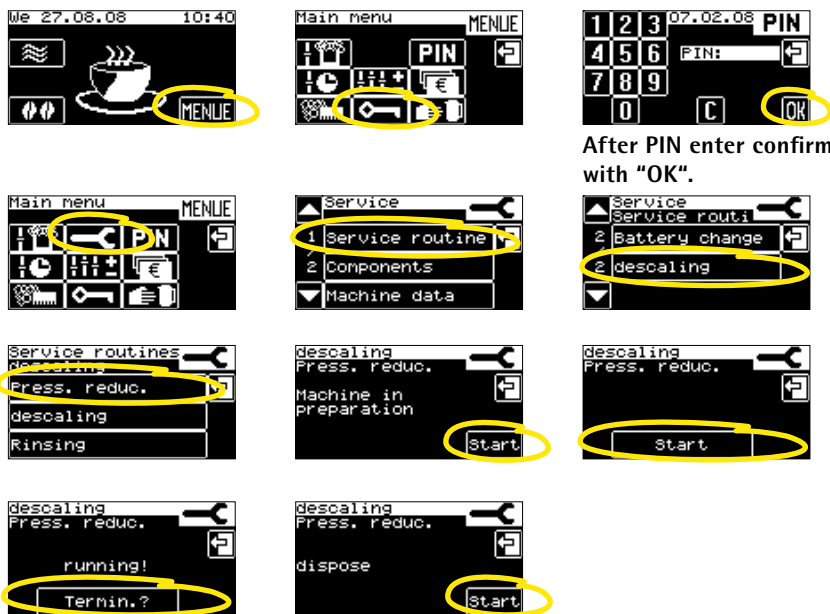 We 27.08.08 10:40
MENUE
Main menu
MENUE
PIN
€
1 2 3 07.02.08 PIN
4 5 6 PIN:
7 8 9
0 C OK
After PIN enter confirm
with “OK“.
Main menu
MENUE
PIN
€
Service
1 Service routine
/
2 Components
Machine data
Service
Service routi
2 Battery change
/
2 descaling
Service routines
descaling
Press. reduc.
descaling
Rinsing
descaling
Press. reduc.
Machine in
preparation
Start
descaling
Press. reduc.
Start
descaling
Press. reduc.
running!
Termin.?
descaling
Press. reduc.
dispose
Start